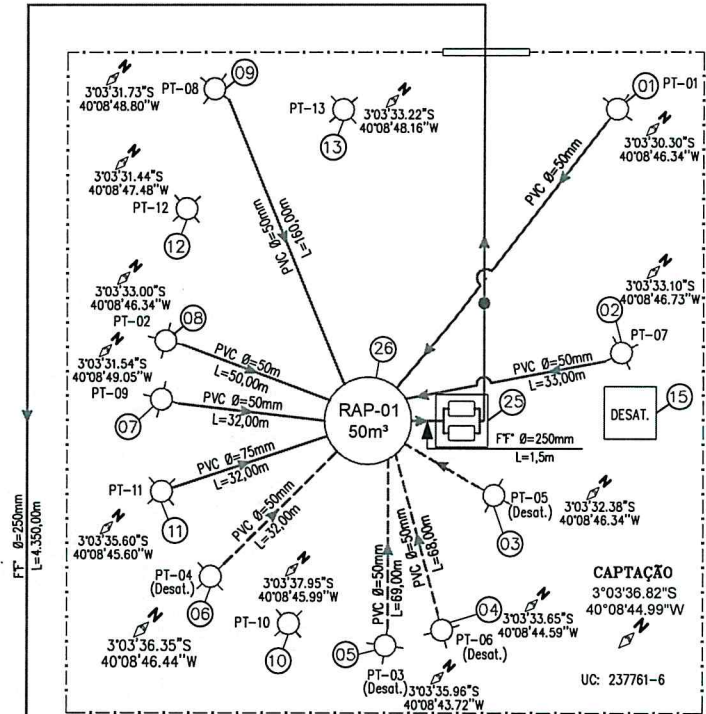 09
PT-08
3°03'31.73"S
40°08'48.80"W
PT-13
3°03'33.22"S
40°08'48.16"W
13
01
PT-01
3°03'30.30"S
40°08'46.34"W
PVC Ø=50mm
3°03'31.44"S
40°08'47.48"W
PT-12
12
PVC Ø=50mm
L=160,00m
3°03'33.00"S
40°08'46.34"W
PT-02
08
PVC Ø=50m
L=50,00m
3°03'33.10"S
40°08'46.73"W
02
PT-07
PVC Ø=50mm
L=33,00m
3°03'31.54"S
40°08'49.05"W
PT-09
07
PVC Ø=50mm
L=32,00m
26
RAP-01
50m³
25
DESAT.
15
FºFº Ø=250mm
L=1,5m
PT-11
11
PVC Ø=75mm
L=32,00m
3°03'35.60"S
40°08'45.60"W
PVC Ø=50mm
L=32,00m
PT-04
(Desat.)
06
PT-05
(Desat.)
03
3°03'32.38"S
40°08'46.34"W
FºFº Ø=250mm
L=4.350,00m
3°03'37.95"S
40°08'45.99"W
PT-10
10
3°03'36.35"S
40°08'46.44"W
PVC Ø=50mm
L=69,00m
PVC Ø=50mm
L=68,00m
05
PT-03
(Desat.)
3°03'35.96"S
40°08'43.72"W
04
PT-06
(Desat.)
3°03'33.65"S
40°08'44.59"W
CAPTAÇÃO
3°03'36.82"S
40°08'44.99"W
UC: 237761-6